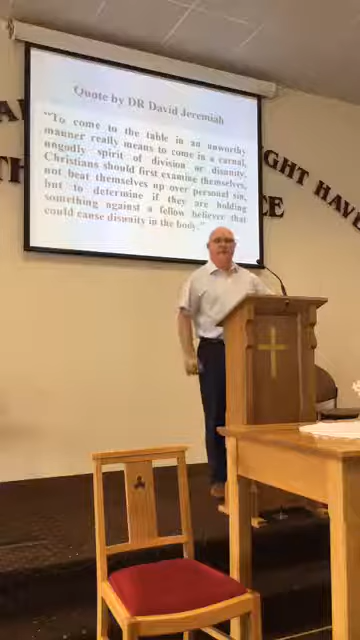 Quote by DR David Jeremiah
"To come to the table in an unworthy
manner really means to come in a carnal,
ungodly spirit of division or disunity.
Christians should first examine themselves,
not beat themselves up over personal sin,
but to determine if they are holding
something against a fellow believer that
could cause disunity in the body."
GHT HAVE